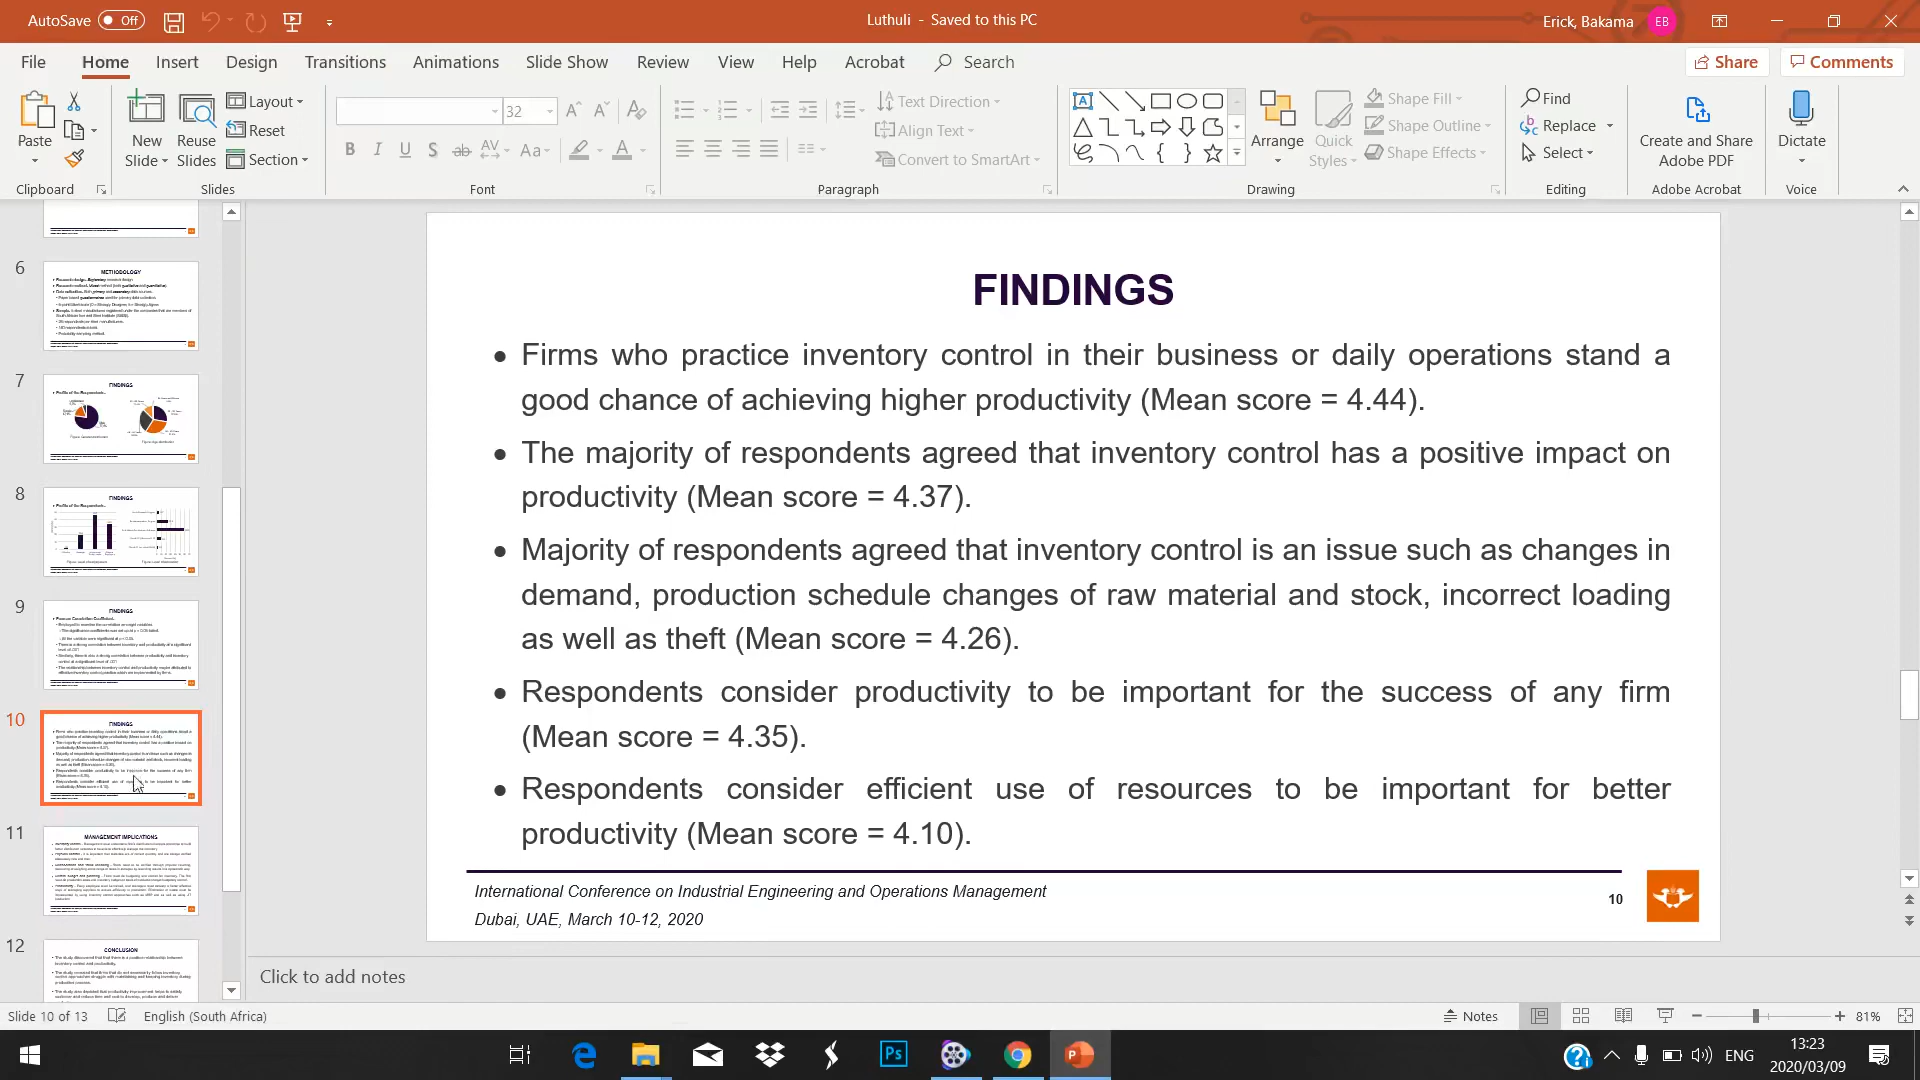 AutoSave Off
Luthuli - Saved to this PC
Erick, Bakama EB
File Home Insert Design Transitions Animations Slide Show Review View Help Acrobat Search
Share Comments
Paste
Clipboard
New Slide
Reuse Slides
Layout
Reset
Section
Slides
32
B I U S ab AV Aa A
Font
Text Direction
Align Text
Convert to SmartArt
Paragraph
Arrange
Quick Styles
Shape Fill
Shape Outline
Shape Effects
Drawing
Find
Replace
Select
Editing
Create and Share Adobe PDF
Adobe Acrobat
Dictate
Voice
6
METHODOLOGY
7
FINDINGS
8
FINDINGS
9
FINDINGS
10
FINDINGS
11
MANAGEMENT IMPLICATIONS
12
CONCLUSION
FINDINGS
● Firms who practice inventory control in their business or daily operations stand a
good chance of achieving higher productivity (Mean score = 4.44).
● The majority of respondents agreed that inventory control has a positive impact on
productivity (Mean score = 4.37).
● Majority of respondents agreed that inventory control is an issue such as changes in
demand, production schedule changes of raw material and stock, incorrect loading
as well as theft (Mean score = 4.26).
● Respondents consider productivity to be important for the success of any firm
(Mean score = 4.35).
● Respondents consider efficient use of resources to be important for better
productivity (Mean score = 4.10).
International Conference on Industrial Engineering and Operations Management
Dubai, UAE, March 10-12, 2020
10
Click to add notes
Slide 10 of 13 English (South Africa)
Notes 81%
Ps
ENG
13:23
2020/03/09